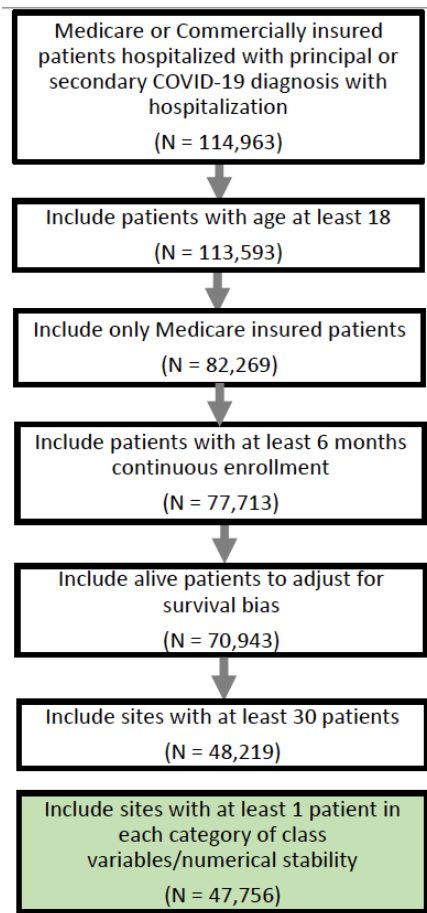 Medicare or Commercially insured
patients hospitalized with principal or
secondary COVID-19 diagnosis with
hospitalization
(N = 114,963)
Include patients with age at least 18
(N = 113,593)
Include only Medicare insured patients
(N = 82,269)
Include patients with at least 6 months
continuous enrollment
(N = 77,713)
Include alive patients to adjust for
survival bias
(N = 70,943)
Include sites with at least 30 patients
(N = 48,219)
Include sites with at least 1 patient in
each category of class
variables/numerical stability
(N = 47,756)